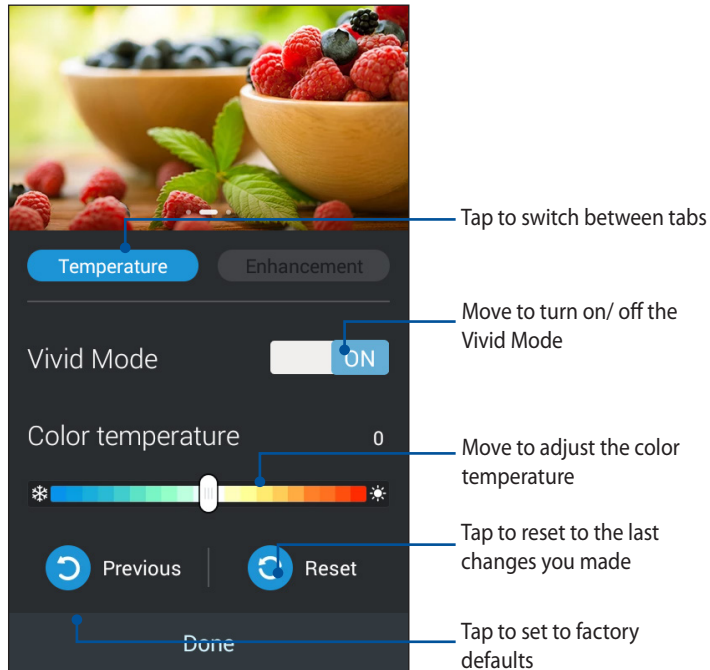 Tap to switch between tabs
Temperature
Enhancement
Move to turn on/ off the
Vivid Mode
Vivid Mode
ON
Color temperature
0
Move to adjust the color
temperature
Tap to reset to the last
changes you made
Previous
Reset
Tap to set to factory
defaults
Done